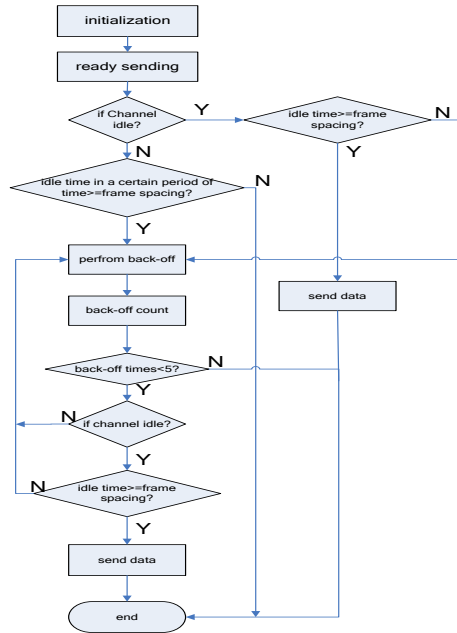 initialization
ready sending
if Channel
idle?
Y
idle time>=frame
spacing?
N
N
Y
idle time in a certain period of
time>=frame spacing?
N
Y
perfrom back-off
send data
back-off count
back-off times<5?
N
Y
N
if channel idle?
Y
N
idle time>=frame
spacing?
Y
send data
end